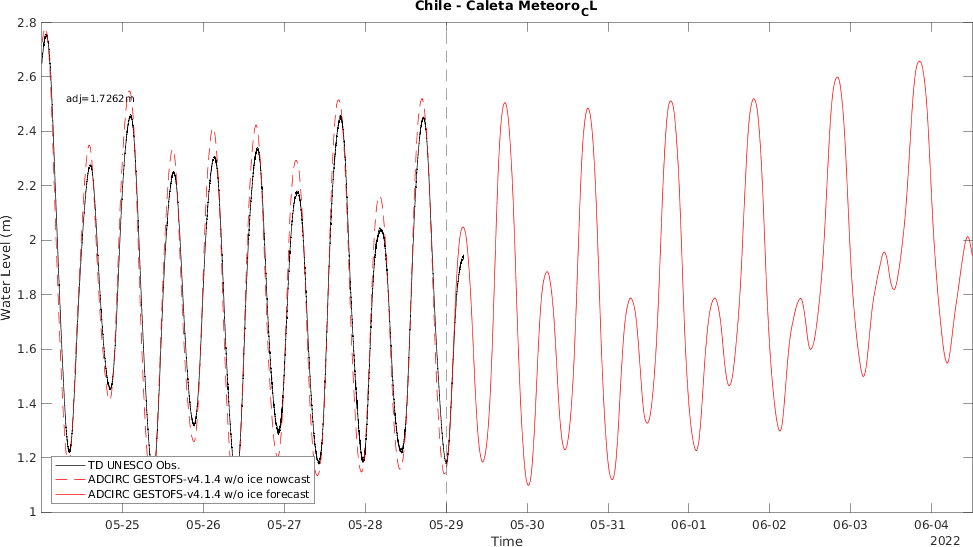 Chile - Caleta Meteoro_CL
adj=1.7262m
2.8
2.6
2.4
2.2
2
1.8
1.6
1.4
1.2
1
Water Level (m)
TD UNESCO Obs.
ADCIRC GESTOFS-v4.1.4 w/o ice nowcast
ADCIRC GESTOFS-v4.1.4 w/o ice forecast
05-25 05-26 05-27 05-28 05-29 05-30 05-31 06-01 06-02 06-03 06-04
Time
2022